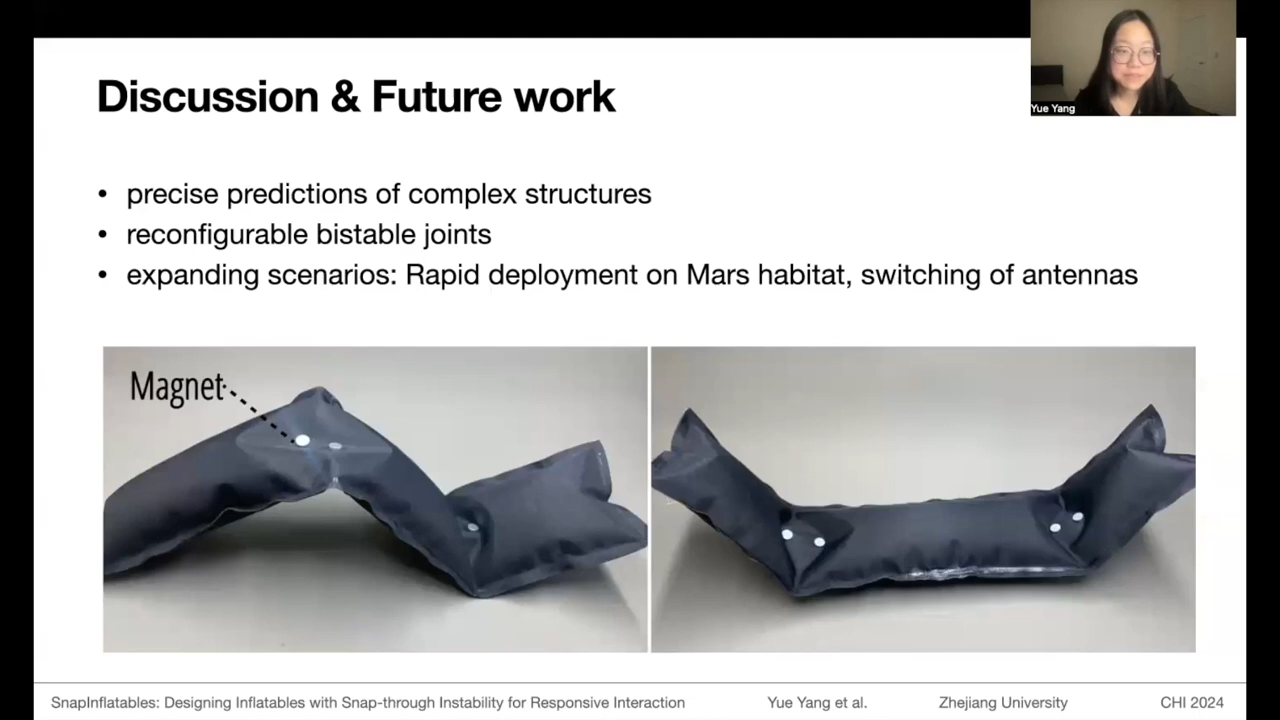 Yue Yang
Discussion & Future work
• precise predictions of complex structures
• reconfigurable bistable joints
• expanding scenarios: Rapid deployment on Mars habitat, switching of antennas
Magnet
SnapInflatables: Designing Inflatables with Snap-through Instability for Responsive Interaction Yue Yang et al. Zhejiang University CHI 2024